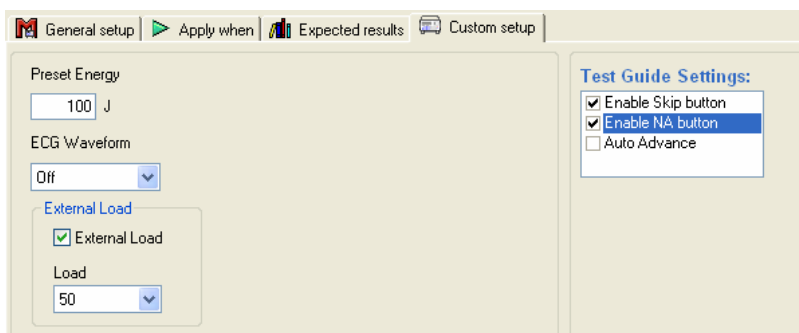 General setup Apply when Expected results Custom setup
Preset Energy
100 J
ECG Waveform
Off
External Load
External Load
Load
50
Test Guide Settings:
Enable Skip button
Enable NA button
Auto Advance